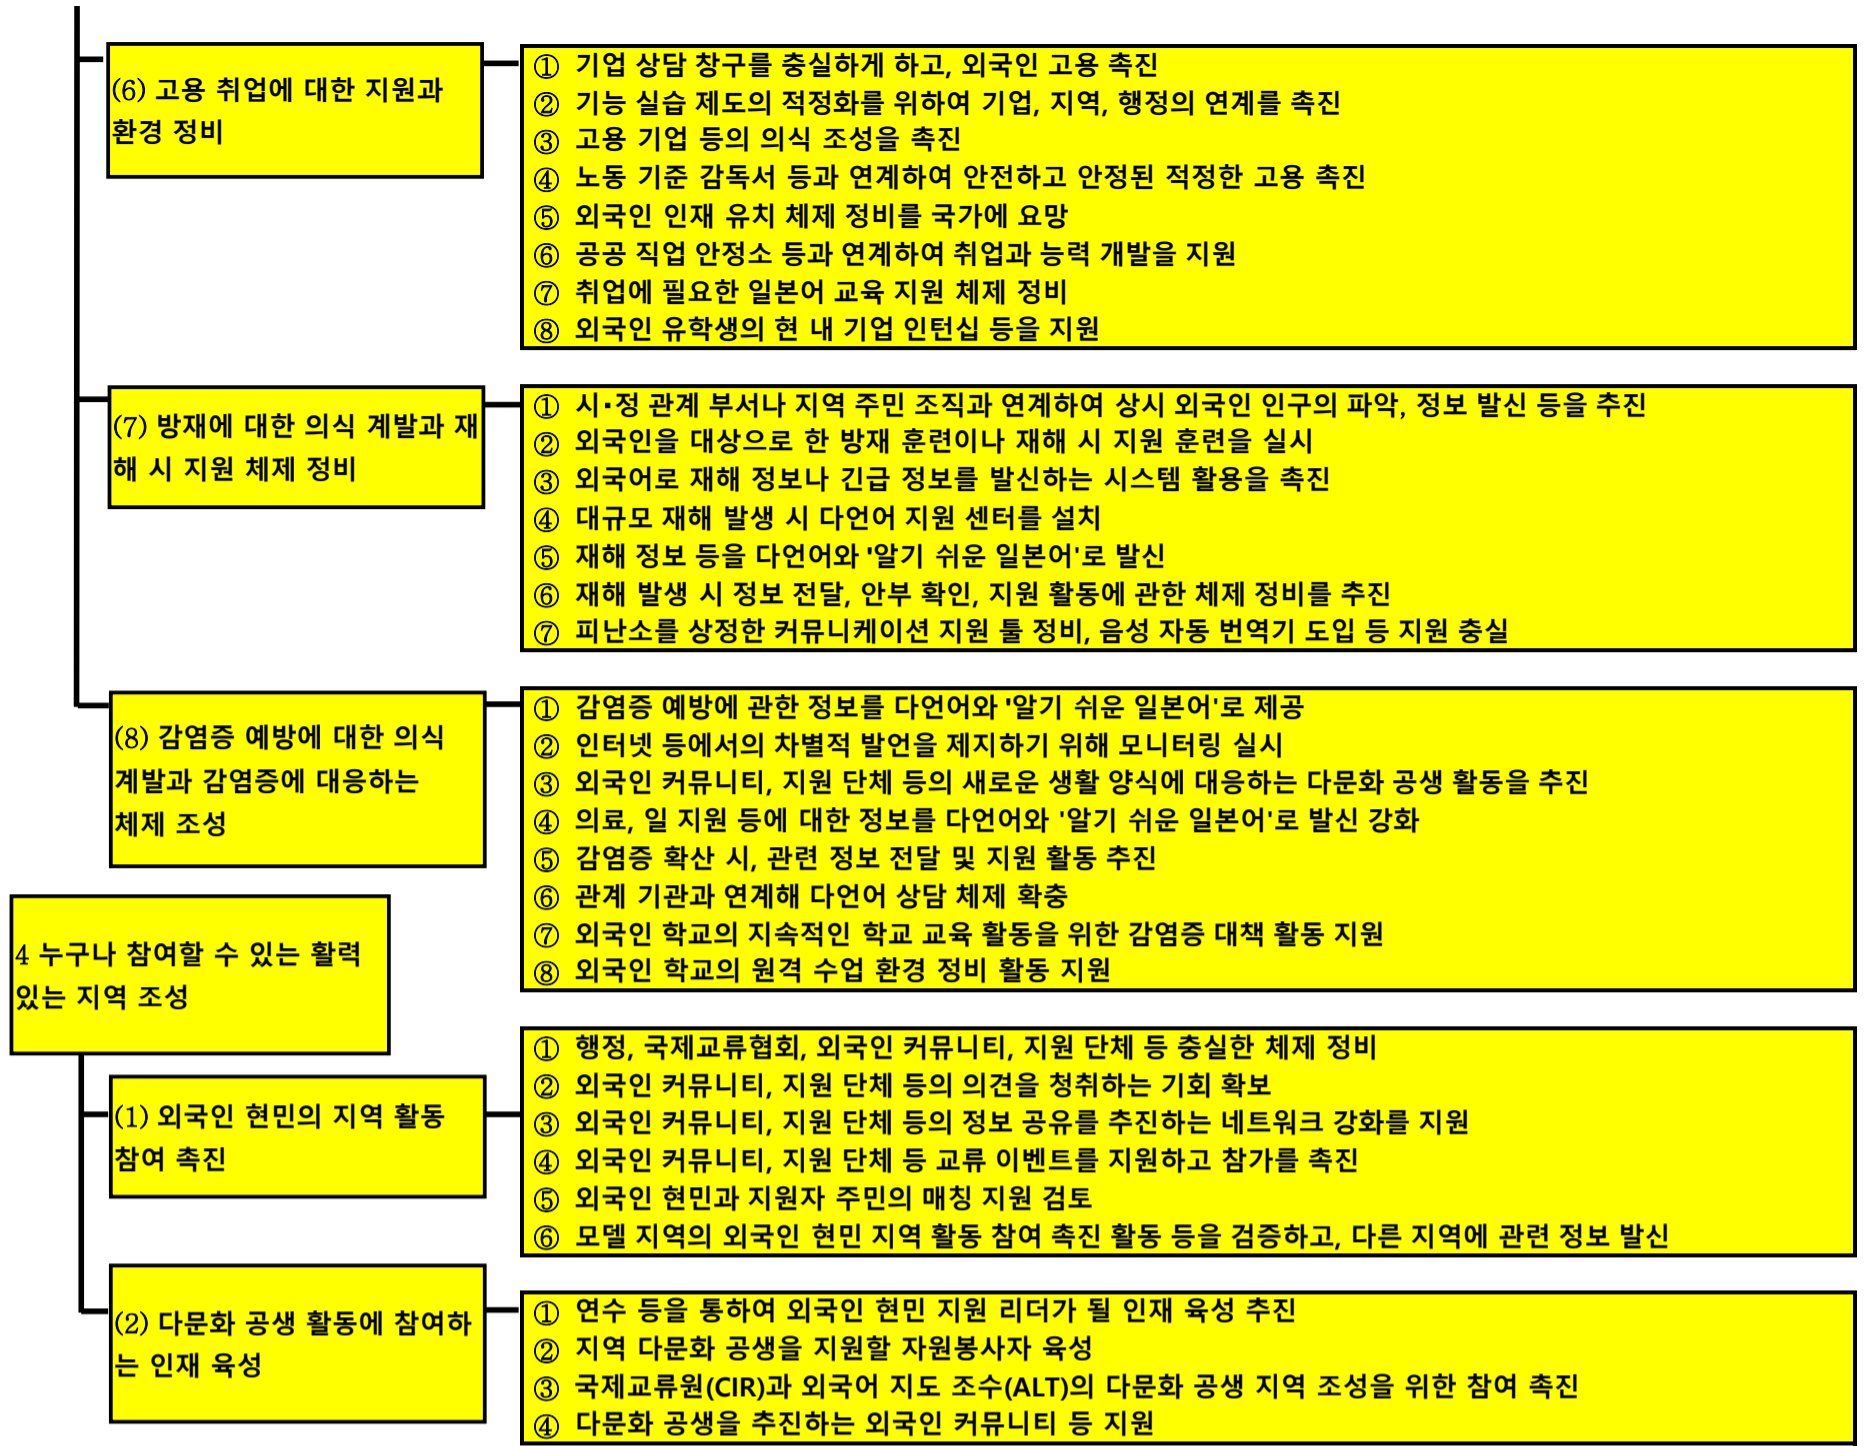 (6) 고용 취업에 대한 지원과
환경 정비
① 기업 상담 창구를 충실하게 하고, 외국인 고용 촉진
② 기능 실습 제도의 적정화를 위하여 기업, 지역, 행정의 연계를 촉진
③ 고용 기업 등의 의식 조성을 촉진
④ 노동 기준 감독서 등과 연계하여 안전하고 안정된 적정한 고용 촉진
⑤ 외국인 인재 유치 체제 정비를 국가에 요망
⑥ 공공 직업 안정소 등과 연계하여 취업과 능력 개발을 지원
⑦ 취업에 필요한 일본어 교육 지원 체제 정비
⑧ 외국인 유학생의 현 내 기업 인턴십 등을 지원
(7) 방재에 대한 의식 계발과 재
해 시 지원 체제 정비
① 시·정 관계 부서나 지역 주민 조직과 연계하여 상시 외국인 인구의 파악, 정보 발신 등을 추진
② 외국인을 대상으로 한 방재 훈련이나 재해 시 지원 훈련을 실시
③ 외국어로 재해 정보나 긴급 정보를 발신하는 시스템 활용을 촉진
④ 대규모 재해 발생 시 다언어 지원 센터를 설치
⑤ 재해 정보 등을 다언어와 '알기 쉬운 일본어'로 발신
⑥ 재해 발생 시 정보 전달, 안부 확인, 지원 활동에 관한 체제 정비를 추진
⑦ 피난소를 상정한 커뮤니케이션 지원 툴 정비, 음성 자동 번역기 도입 등 지원 충실
(8) 감염증 예방에 대한 의식
계발과 감염증에 대응하는
체제 조성
① 감염증 예방에 관한 정보를 다언어와 '알기 쉬운 일본어'로 제공
② 인터넷 등에서의 차별적 발언을 제지하기 위해 모니터링 실시
③ 외국인 커뮤니티, 지원 단체 등의 새로운 생활 양식에 대응하는 다문화 공생 활동을 추진
④ 의료, 일 지원 등에 대한 정보를 다언어와 '알기 쉬운 일본어'로 발신 강화
⑤ 감염증 확산 시, 관련 정보 전달 및 지원 활동 추진
⑥ 관계 기관과 연계해 다언어 상담 체제 확충
⑦ 외국인 학교의 지속적인 학교 교육 활동을 위한 감염증 대책 활동 지원
⑧ 외국인 학교의 원격 수업 환경 정비 활동 지원
4 누구나 참여할 수 있는 활력
있는 지역 조성
(1) 외국인 현민의 지역 활동
참여 촉진
① 행정, 국제교류협회, 외국인 커뮤니티, 지원 단체 등 충실한 체제 정비
② 외국인 커뮤니티, 지원 단체 등의 의견을 청취하는 기회 확보
③ 외국인 커뮤니티, 지원 단체 등의 정보 공유를 추진하는 네트워크 강화를 지원
④ 외국인 커뮤니티, 지원 단체 등 교류 이벤트를 지원하고 참가를 촉진
⑤ 외국인 현민과 지원자 주민의 매칭 지원 검토
⑥ 모델 지역의 외국인 현민 지역 활동 참여 촉진 활동 등을 검증하고, 다른 지역에 관련 정보 발신
(2) 다문화 공생 활동에 참여하
는 인재 육성
① 연수 등을 통하여 외국인 현민 지원 리더가 될 인재 육성 추진
② 지역 다문화 공생을 지원할 자원봉사자 육성
③ 국제교류원(CIR)과 외국어 지도 조수(ALT)의 다문화 공생 지역 조성을 위한 참여 촉진
④ 다문화 공생을 추진하는 외국인 커뮤니티 등 지원